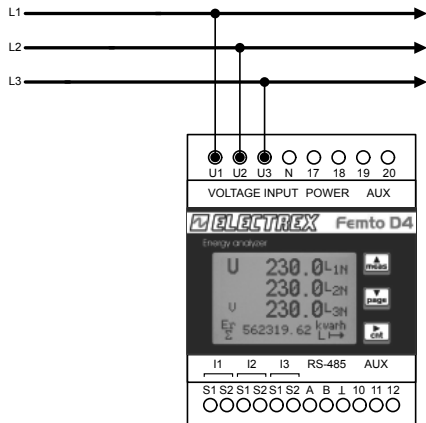 L1
L2
L3
U1 U2 U3 N 17 18 19 20
VOLTAGE INPUT POWER AUX
ELECTREX Femto D4
Energy analyzer
U 230.0 L1N
meas
230.0 L2N
page
U 230.0 L3N
EΓ Σ 562319.62 kvarh L
cnt
I1 I2 I3 RS-485 AUX
S1 S2 S1 S2 S1 S2 A B ⊥ 10 11 12